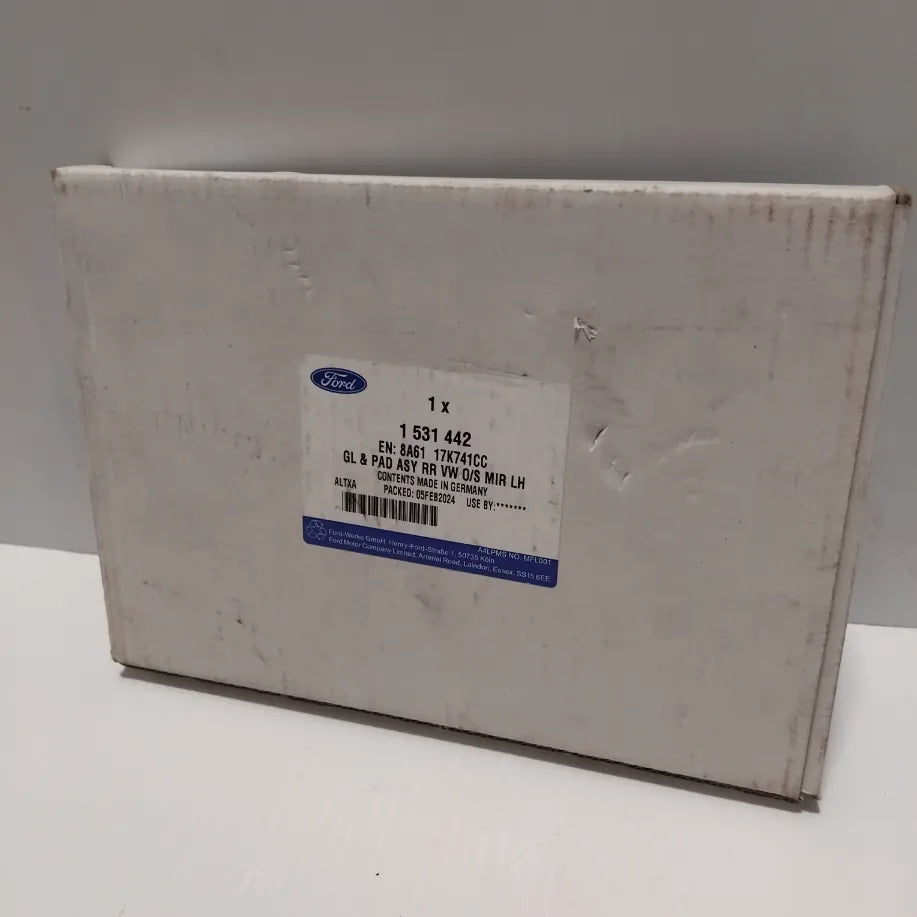 Ford
1 x
1 531 442
EN: 8A61 17K741CC
GL & PAD ASY RR VW O/S MIR LH
CONTENTS MADE IN GERMANY
ALTXA PACKED: 05FEB2024 USE BY:*******
A4LPMS NO. MFL001
Ford-Werke GmbH, Henry-Ford-Straße 1, 50735 Köln
Ford Motor Company Limited, Arterial Road, Laindon, Essex. SS15 6EE